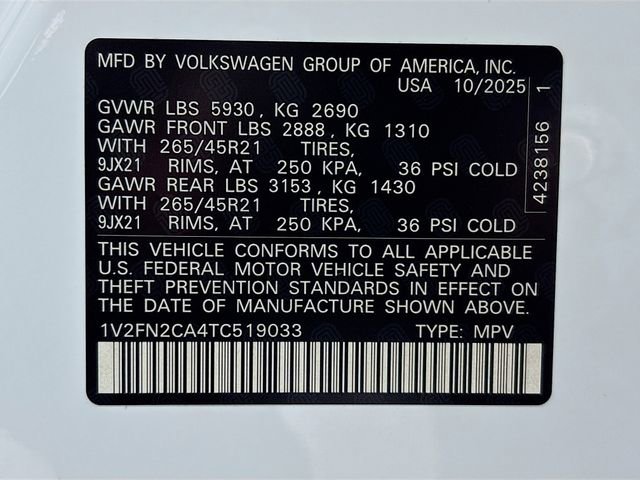 MFD BY VOLKSWAGEN GROUP OF AMERICA, INC.
USA 10/2025
GVWR LBS 5930, KG 2690
GAWR FRONT LBS 2888, KG 1310
WITH 265/45R21 TIRES,
9JX21 RIMS, AT 250 KPA, 36 PSI COLD
GAWR REAR LBS 3153, KG 1430
WITH 265/45R21 TIRES,
9JX21 RIMS, AT 250 KPA, 36 PSI COLD
THIS VEHICLE CONFORMS TO ALL APPLICABLE
U.S. FEDERAL MOTOR VEHICLE SAFETY AND
THEFT PREVENTION STANDARDS IN EFFECT ON
THE DATE OF MANUFACTURE SHOWN ABOVE.
1V2FN2CA4TC519033 TYPE: MPV
4238156 1